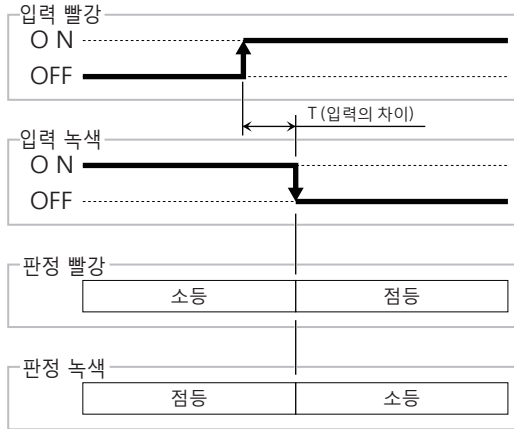 입력 빨강
O N
OFF
T (입력의 차이)
입력 녹색
O N
OFF
판정 빨강
소등 점등
판정 녹색
점등 소등